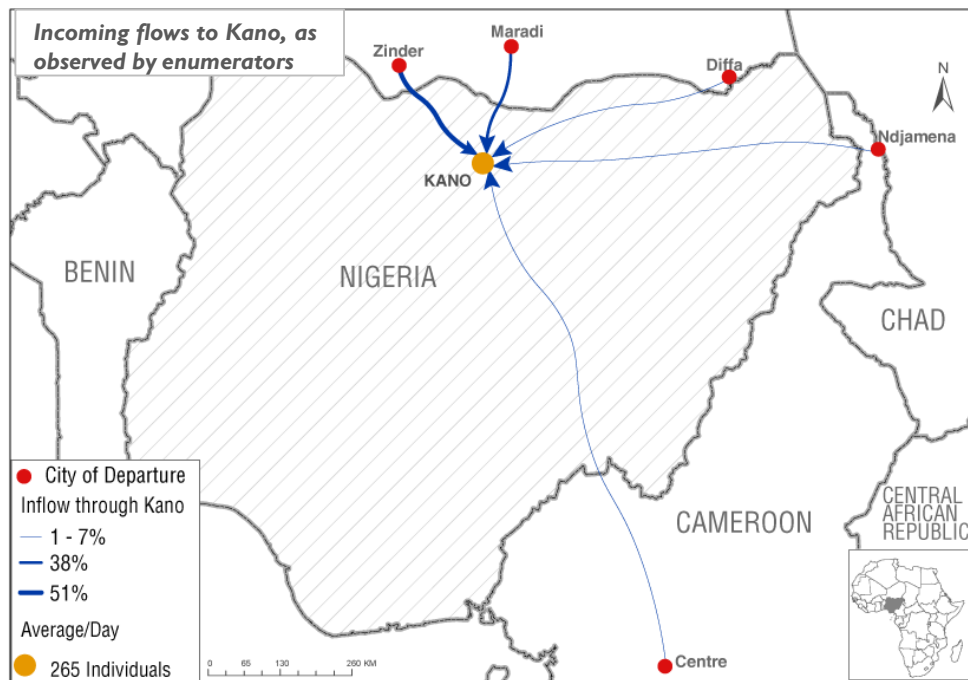 Incoming flows to Kano, as
observed by enumerators
Maradi
Zinder
Diffa
N
Ndjamena
KANO
BENIN
NIGERIA
CHAD
City of Departure
Inflow through Kano
1 - 7%
38%
51%
Average/Day
265 Individuals
CAMEROON
CENTRAL
AFRICAN
REPUBLIC
0 65 130 260 KM
Centre